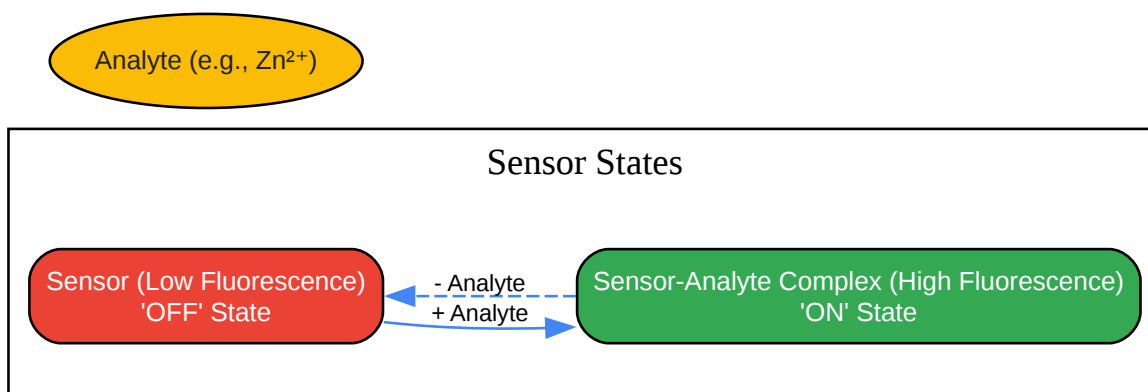 Analyte (e.g., Zn²⁺)
Sensor States
Sensor (Low Fluorescence)
'OFF' State
- Analyte
+ Analyte
Sensor-Analyte Complex (High Fluorescence)
'ON' State